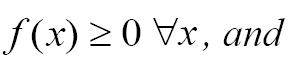 f(x) ≥ 0 ∀x, and